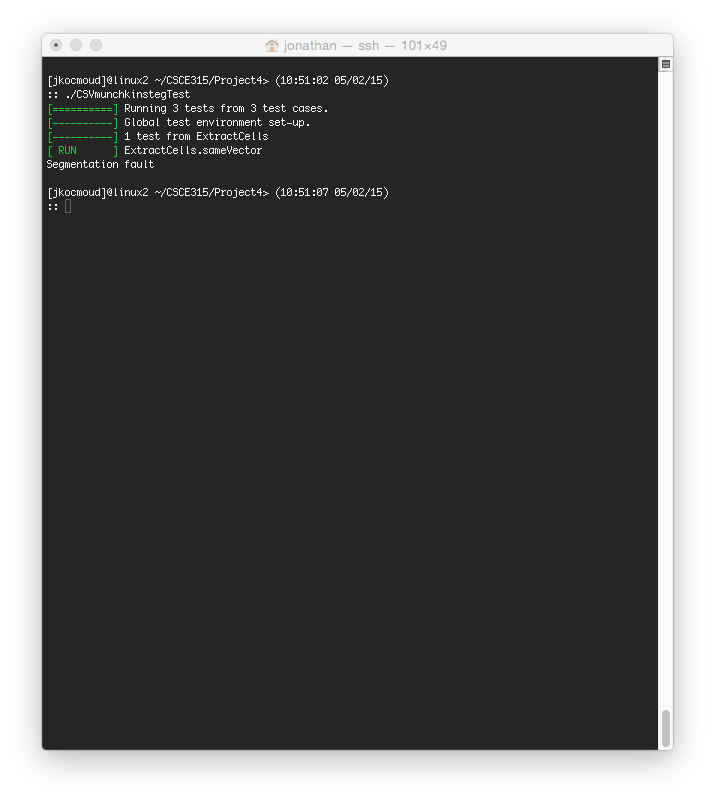 jonathan — ssh — 101×49
[jkocmoud]@linux2 ~/CSCE315/Project4> (10:51:02 05/02/15)
:: ./CSVmunchkinstegTest
[==========] Running 3 tests from 3 test cases.
[----------] Global test environment set-up.
[----------] 1 test from ExtractCells
[ RUN      ] ExtractCells.sameVector
Segmentation fault
[jkocmoud]@linux2 ~/CSCE315/Project4> (10:51:07 05/02/15)
::